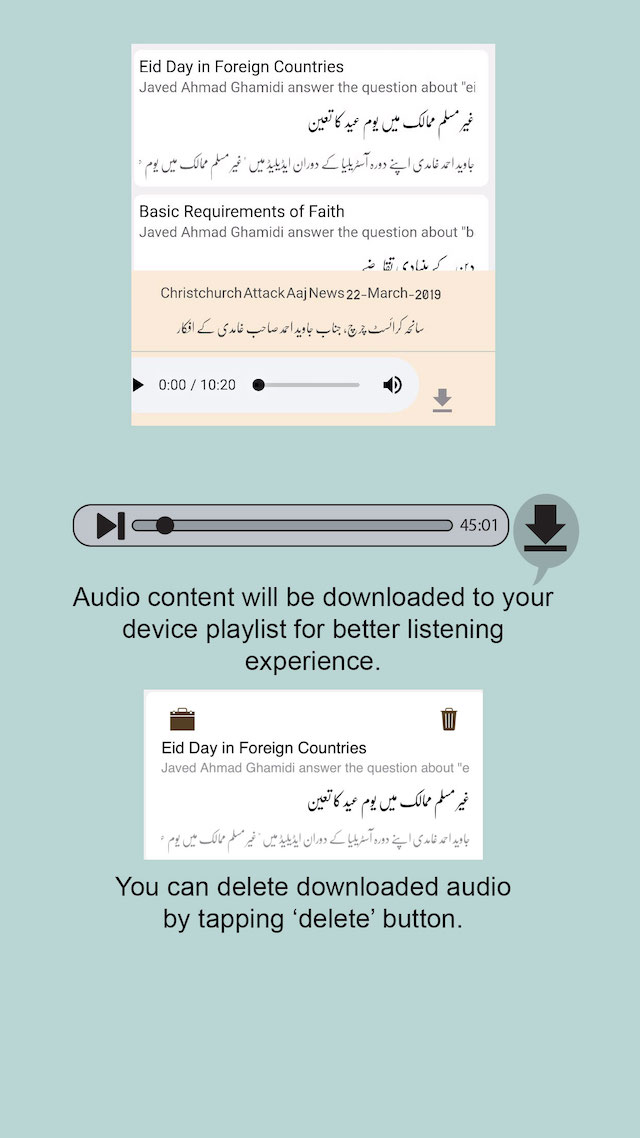 Eid Day in Foreign Countries
Javed Ahmad Ghamidi answer the question about "ei
غیر مسلم ممالک میں یوم عید کا تعین
جاوید احمد غامدی اپنے دورہ آسٹریلیا کے دوران ایڈیلیڈ میں "غیر مسلم ممالک میں یوم
Basic Requirements of Faith
Javed Ahmad Ghamidi answer the question about "b
دین کے بنیادی تقاضے
Christchurch Attack Aaj News 22-March-2019
سانحہ کرائسٹ چرچ، جناب جاوید احمد صاحب غامدی کے افکار
0:00 / 10:20
45:01
Audio content will be downloaded to your
device playlist for better listening
experience.
Eid Day in Foreign Countries
Javed Ahmad Ghamidi answer the question about "e
غیر مسلم ممالک میں یوم عید کا تعین
جاوید احمد غامدی اپنے دورہ آسٹریلیا کے دوران ایڈیلیڈ میں "غیر مسلم ممالک میں یوم
You can delete downloaded audio
by tapping ‘delete’ button.